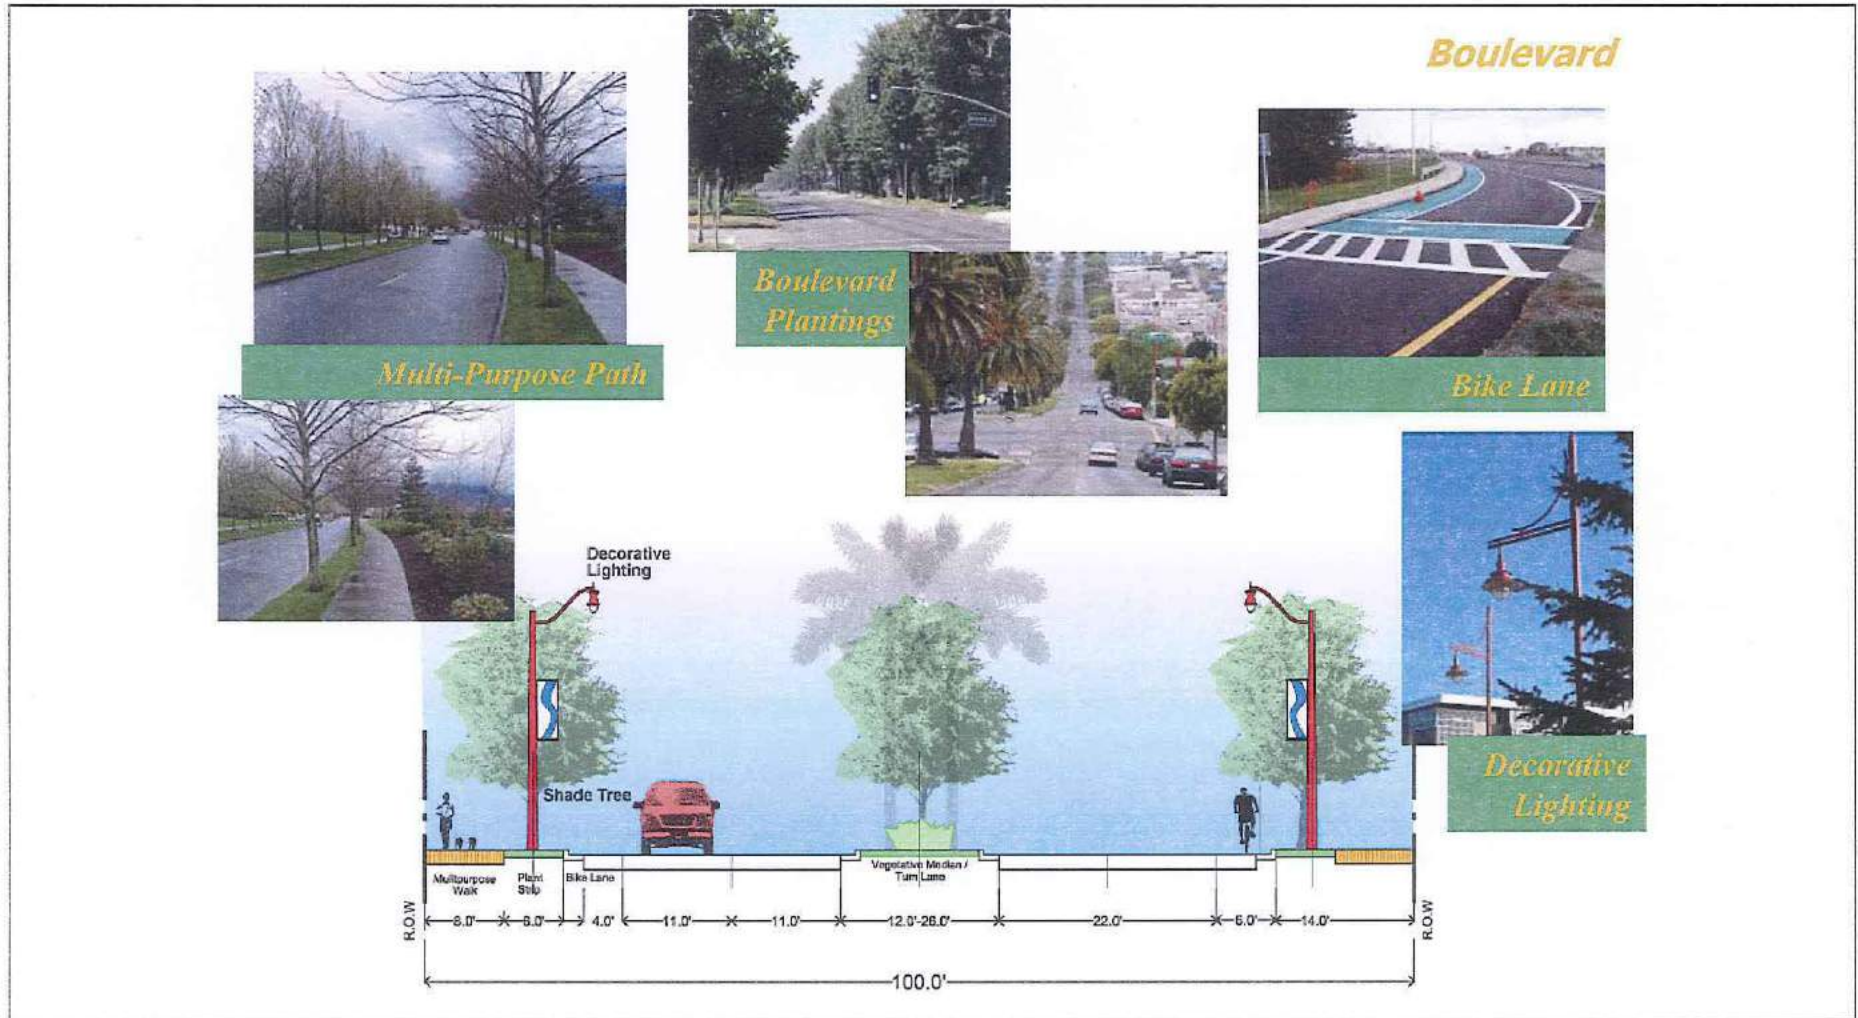 Boulevard
Boulevard
Plantings
Multi-Purpose Path
Bike Lane
Decorative
Lighting
Decorative
Lighting
Shade Tree
Multipurpose
Walk
Plant
Strip
Bike Lane
Vegetative Median /
Turn Lane
R.O.W
8.0' 6.0' 4.0' 11.0' 11.0' 12.0'-26.0' 22.0' 6.0' 14.0'
R.O.W
100.0'